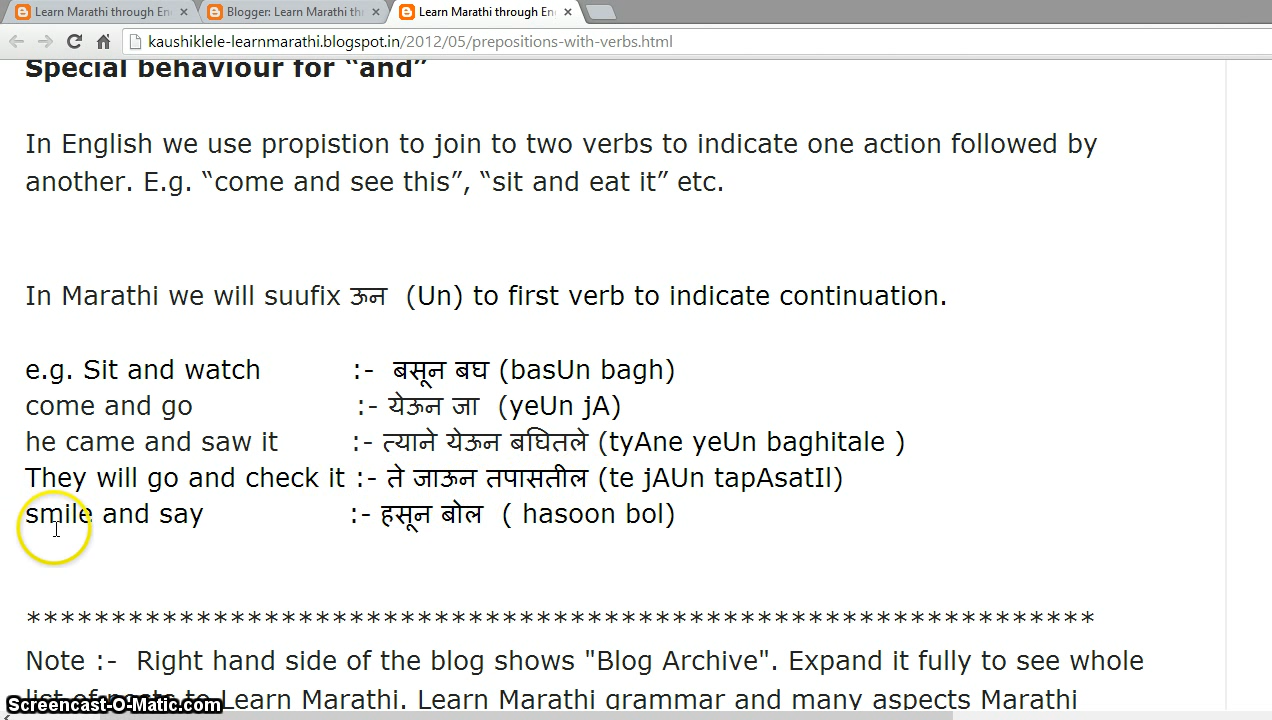 Learn Marathi through En
Blogger: Learn Marathi th
Learn Marathi through En
kaushiklele-learnmarathi.blogspot.in/2012/05/prepositions-with-verbs.html
Special behaviour for “and”
In English we use propistion to join to two verbs to indicate one action followed by
another. E.g. “come and see this”, “sit and eat it” etc.
In Marathi we will suufix ऊन (Un) to first verb to indicate continuation.
e.g. Sit and watch :- बसून बघ (basUn bagh)
come and go :- येऊन जा (yeUn jA)
he came and saw it :- त्याने येऊन बघितले (tyAne yeUn baghitale )
They will go and check it :- ते जाऊन तपासतील (te jAUn tapAsatIl)
smile and say :- हसून बोल ( hasoon bol)
*****************************************************************
Note :- Right hand side of the blog shows "Blog Archive". Expand it fully to see whole
list of posts to Learn Marathi. Learn Marathi grammar and many aspects Marathi
Screencast-O-Matic.com